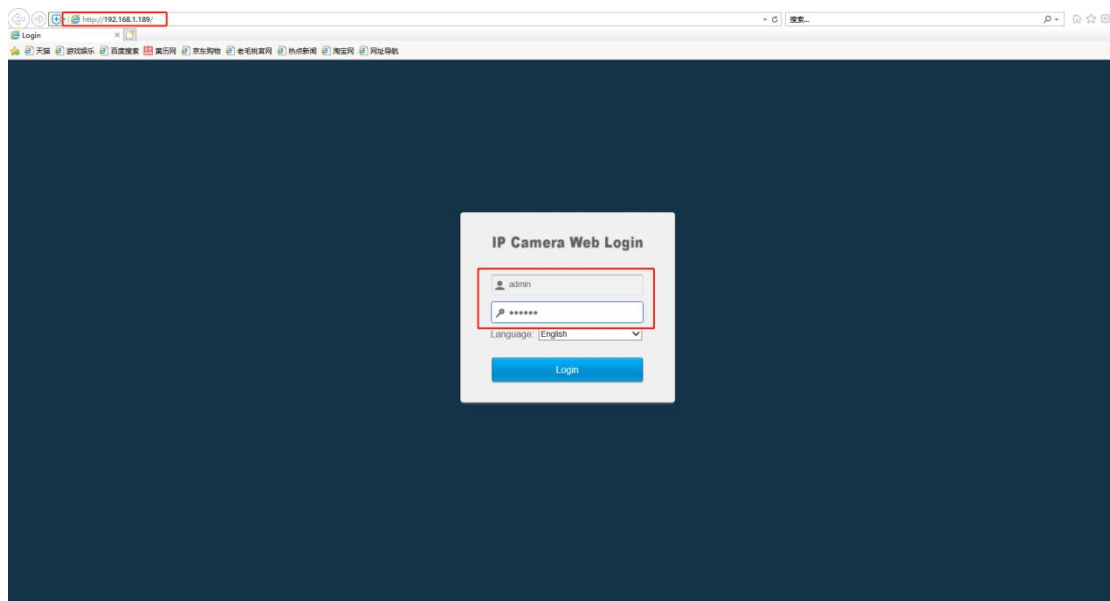 http://192.168.1.189/
搜索...
Login
天猫 游戏娱乐 百度搜索 黄历网 京东购物 老毛桃官网 热点新闻 淘宝网 网址导航
IP Camera Web Login
admin
••••••
Language: English
Login